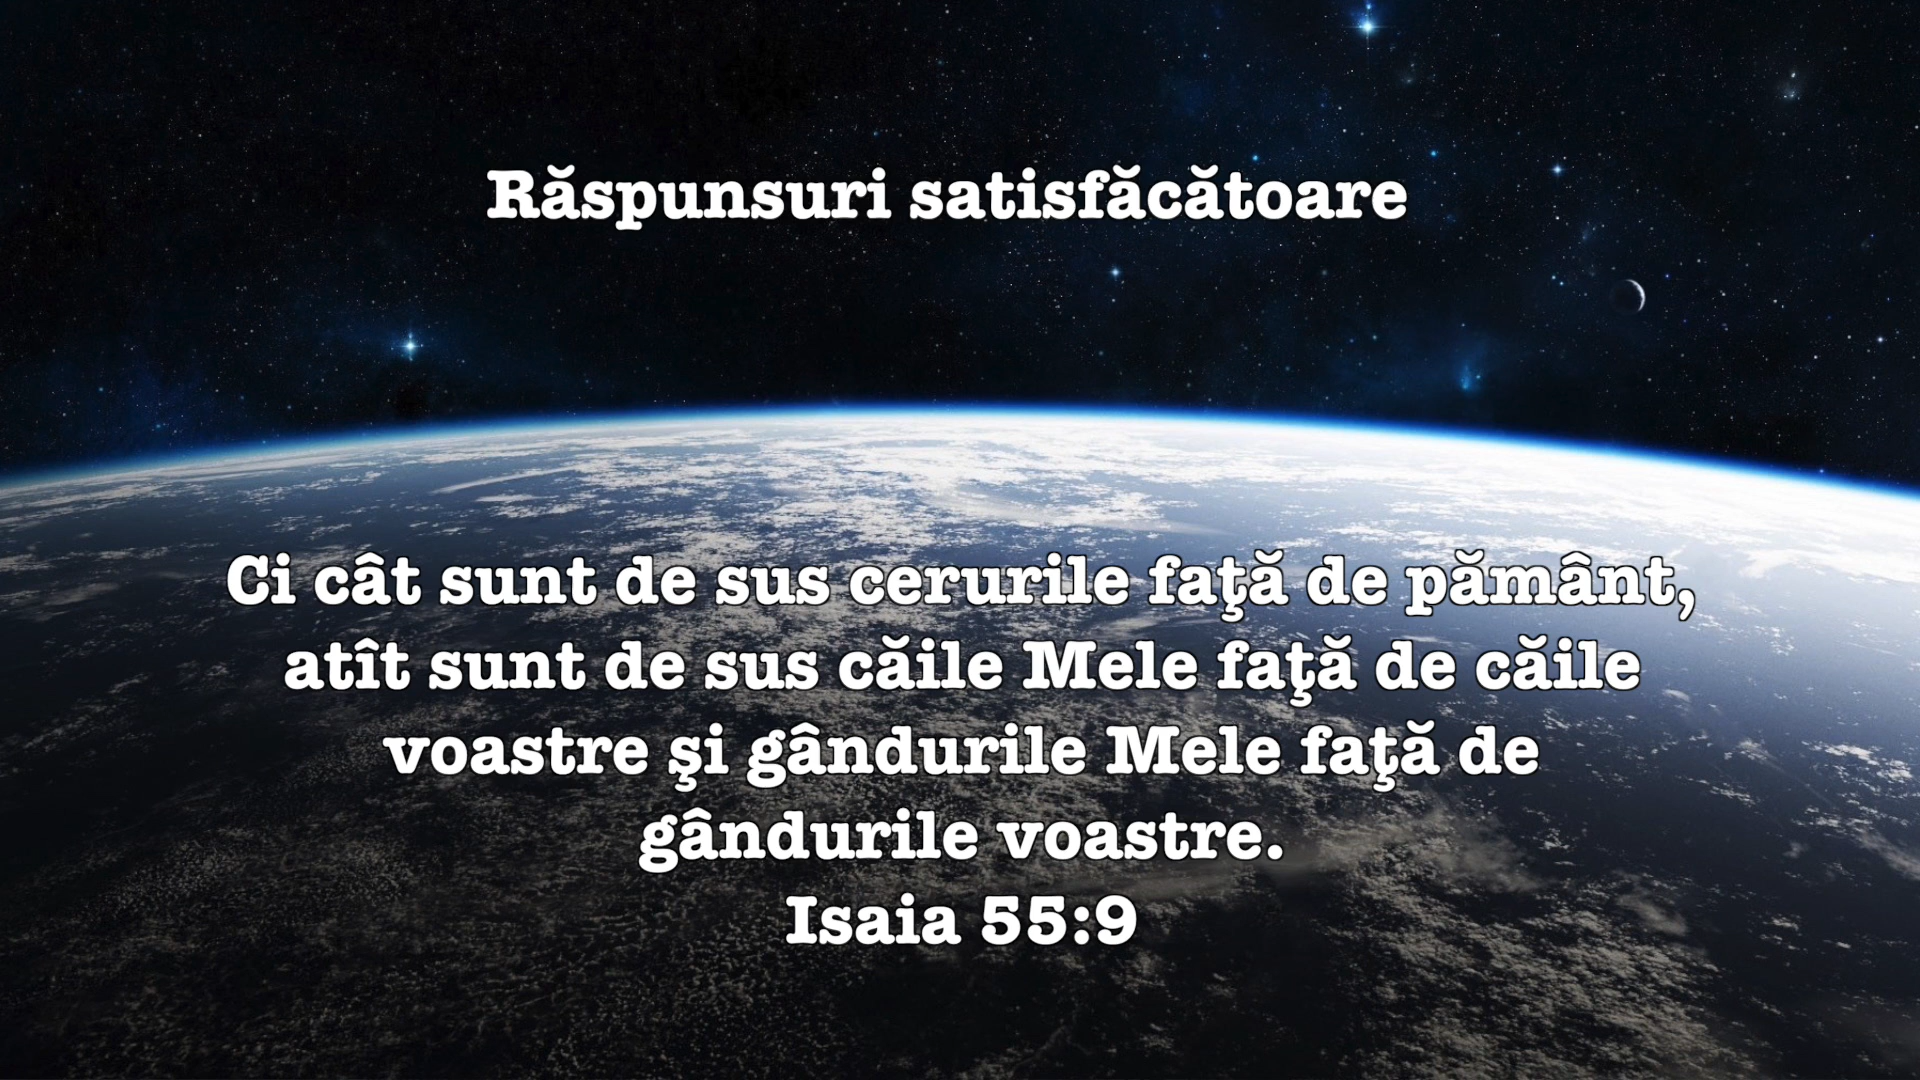 Răspunsuri satisfăcătoare
Ci cât sunt de sus cerurile faţă de pământ,
atît sunt de sus căile Mele faţă de căile
voastre şi gândurile Mele faţă de
gândurile voastre.
Isaia 55:9